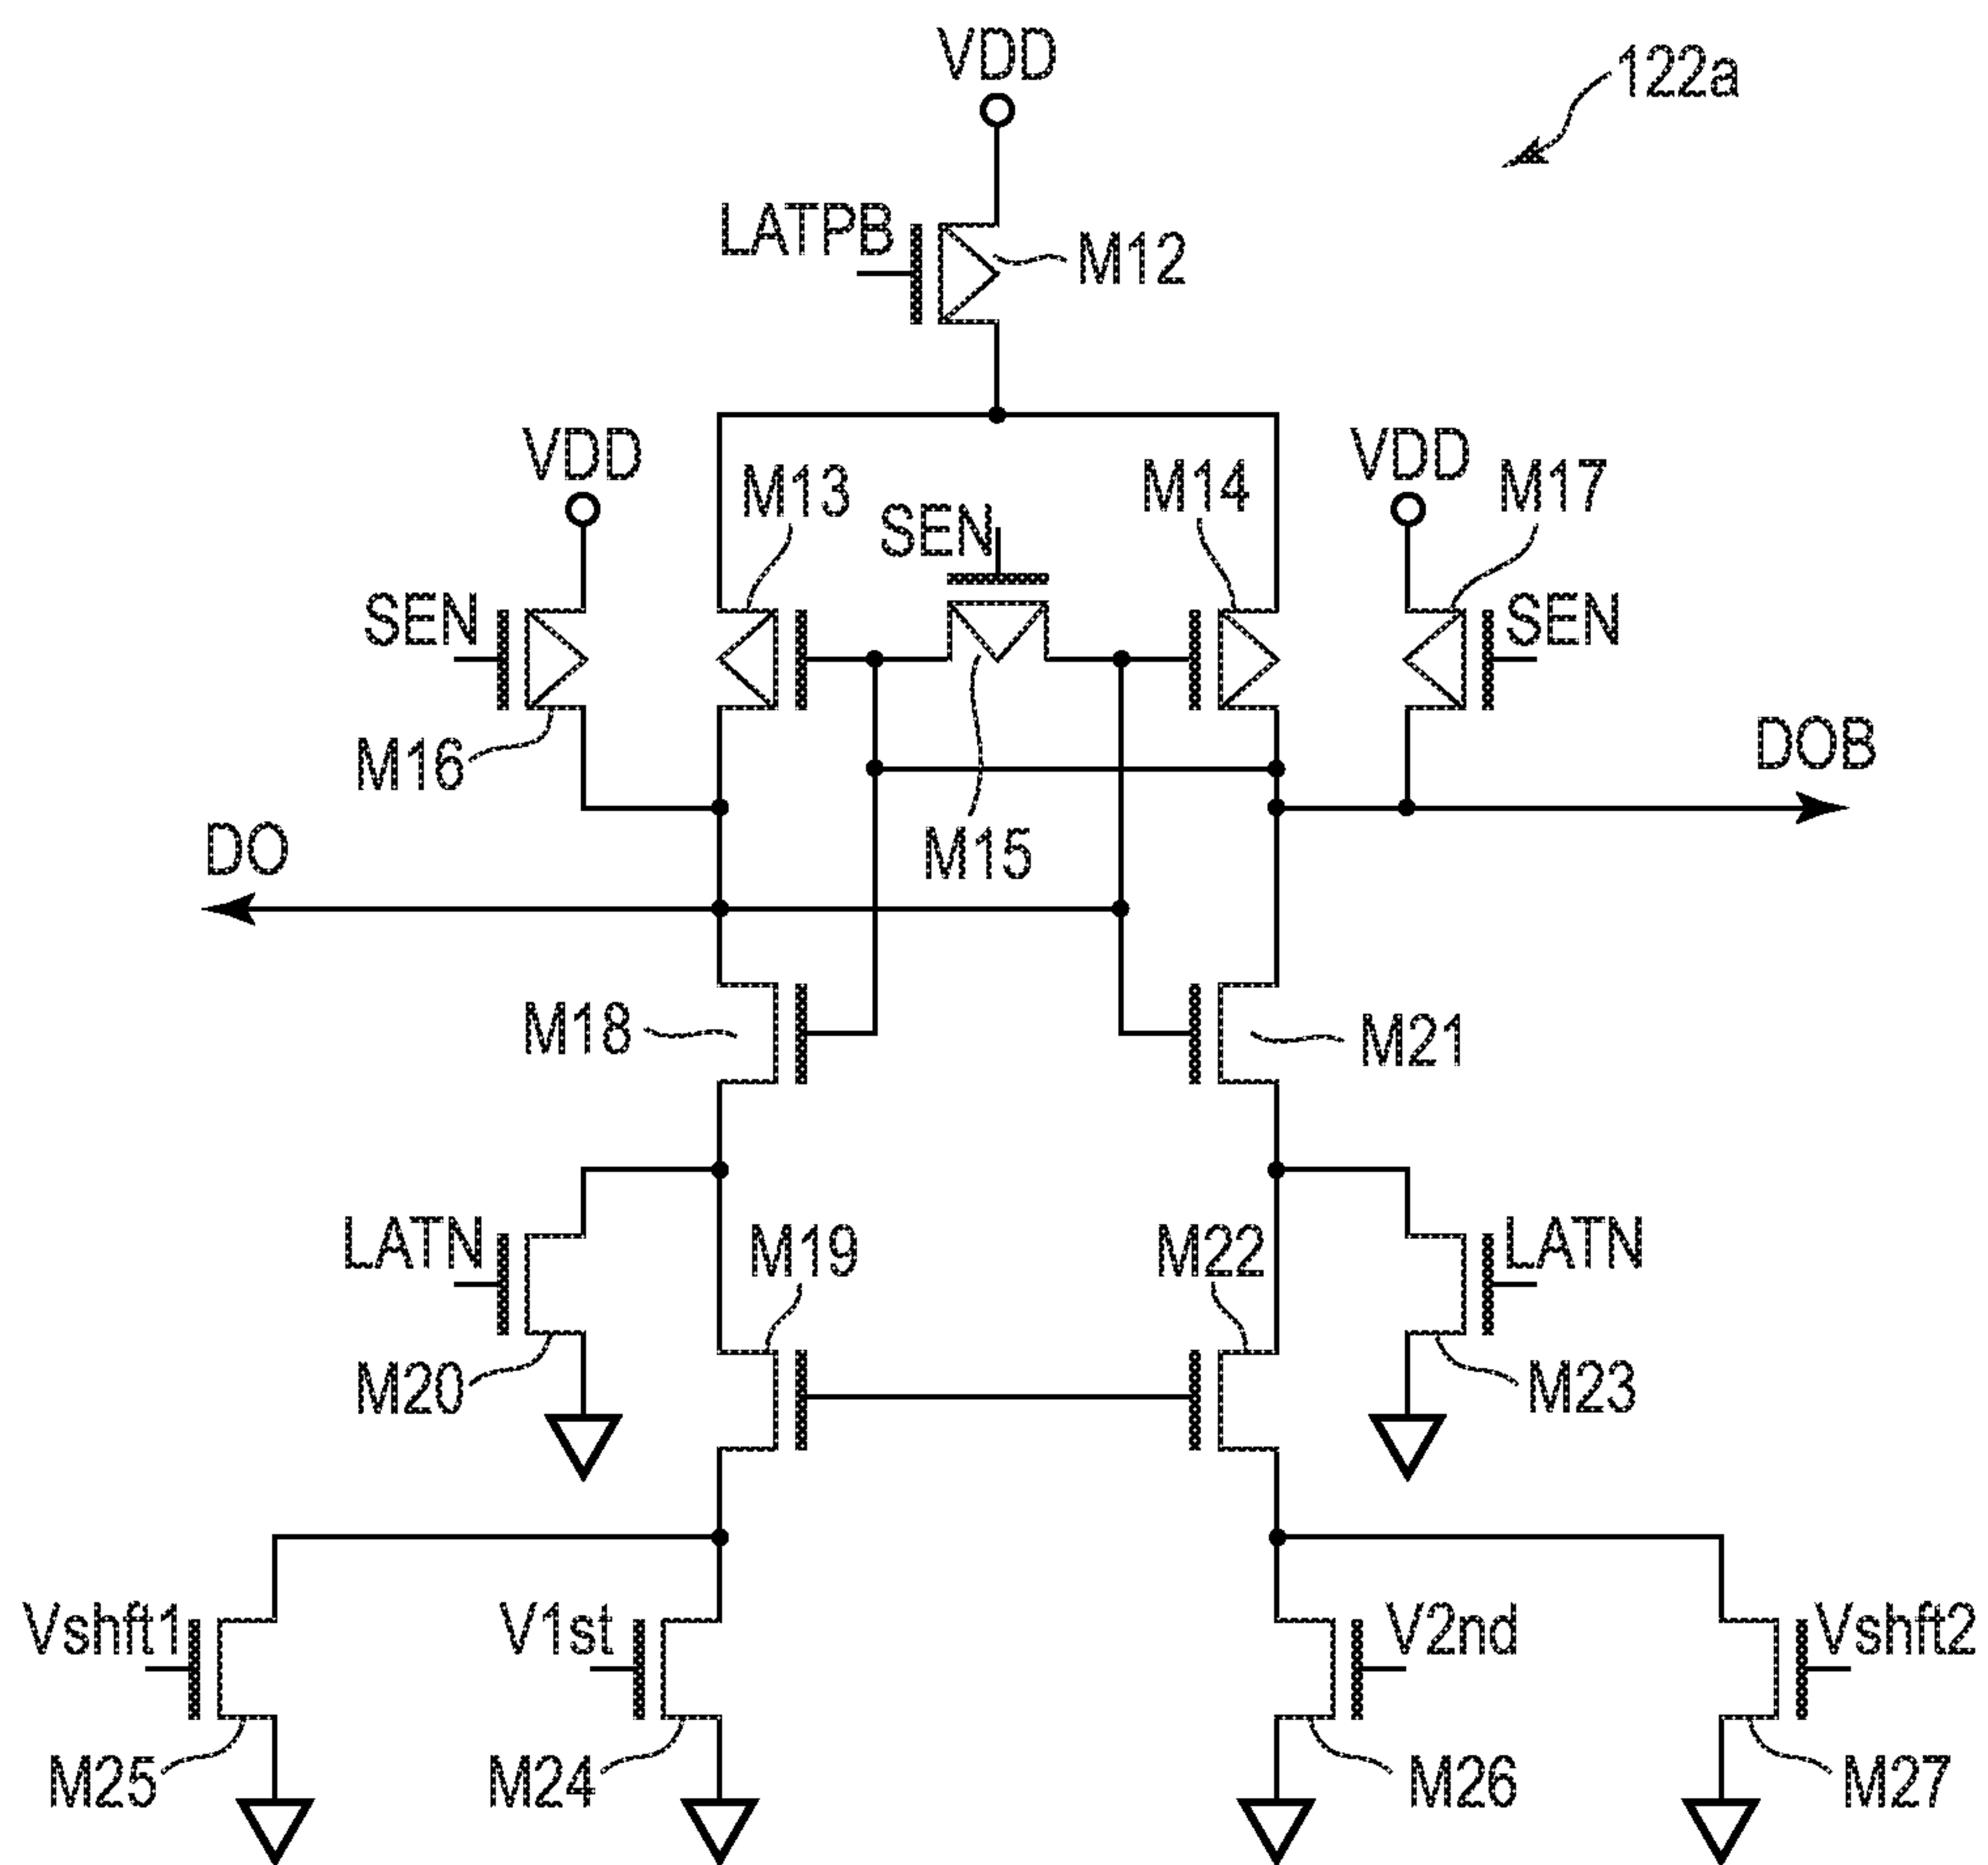 VDD
122a
LATPB
M12
VDD
M13
SEN
M14
VDD
M17
SEN
SEN
M16
M15
DOB
DO
M18
M21
LATN
M19
M22
LATN
M20
M23
Vshft1
V1st
V2nd
Vshft2
M25
M24
M26
M27